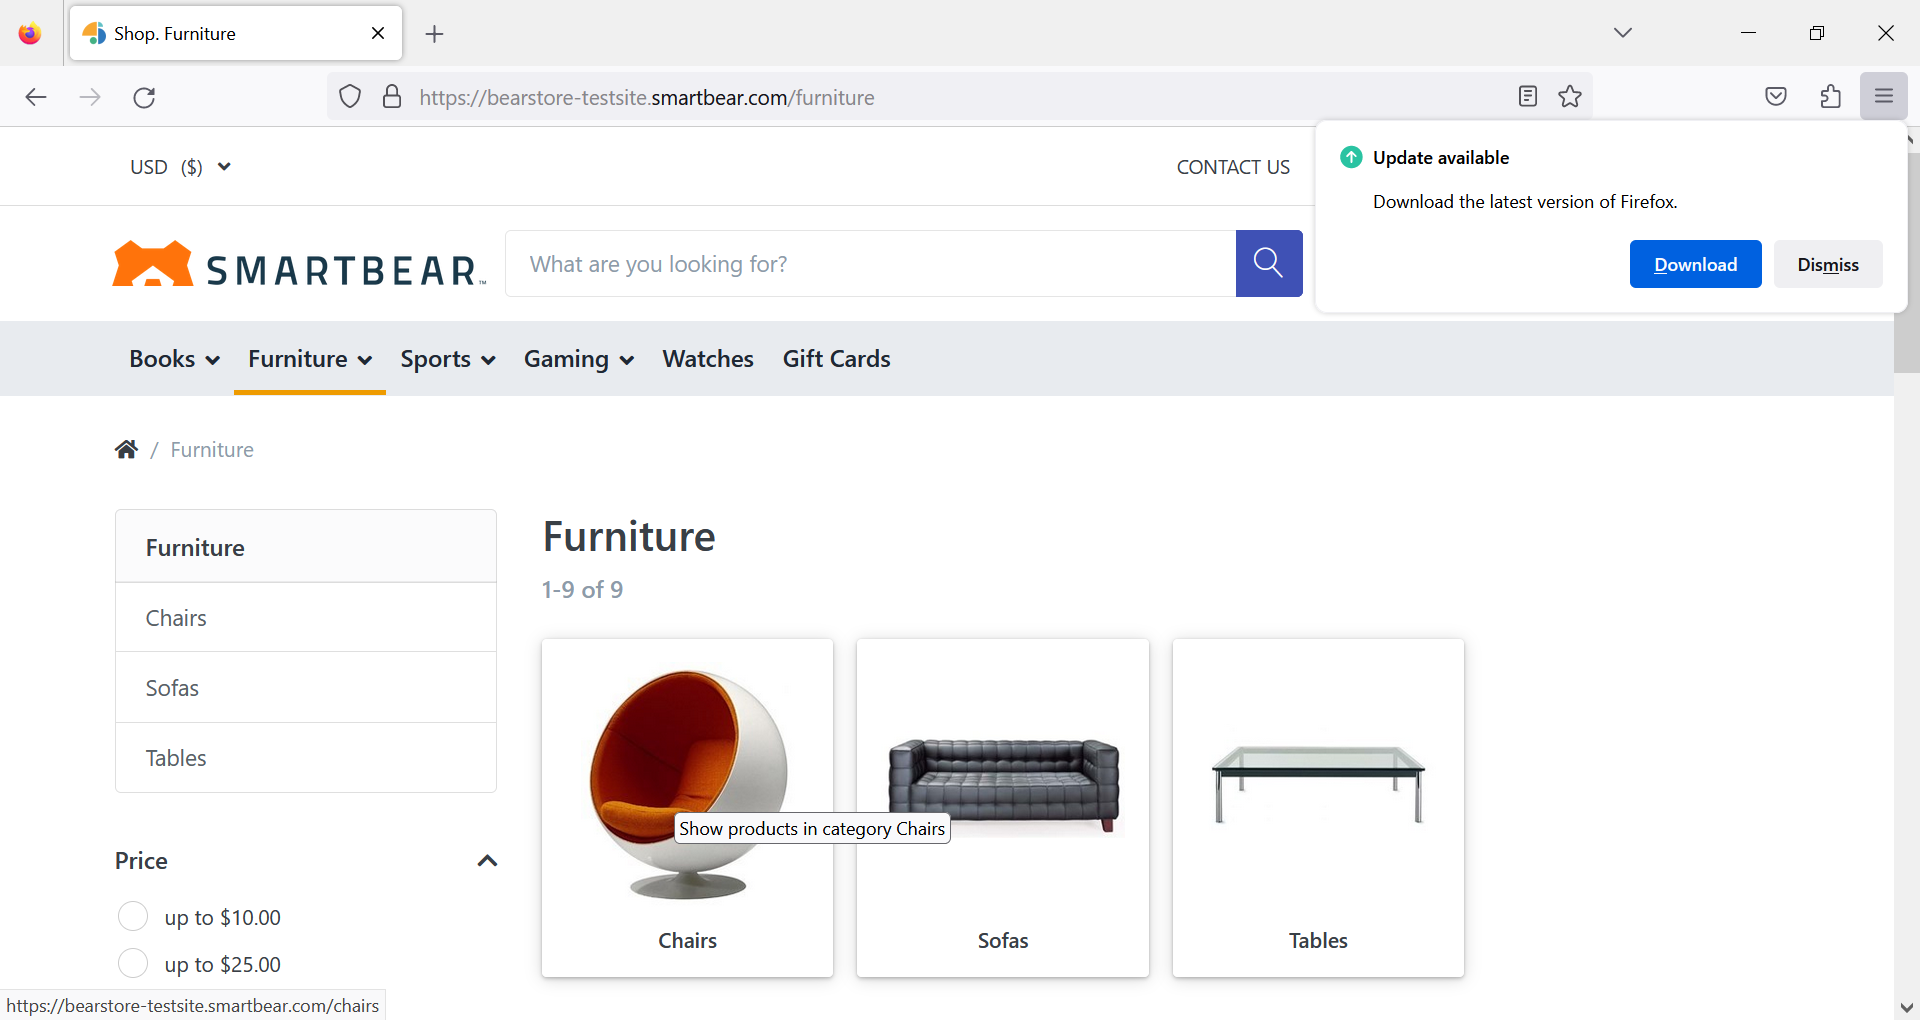 Shop. Furniture
https://bearstore-testsite.smartbear.com/furniture
Update available
Download the latest version of Firefox.
Download
Dismiss
USD ($)
CONTACT US
SMARTBEAR™
What are you looking for?
Books
Furniture
Sports
Gaming
Watches
Gift Cards
/ Furniture
Furniture
Chairs
Sofas
Tables
Price
up to $10.00
up to $25.00
Furniture
1-9 of 9
Show products in category Chairs
Chairs
Sofas
Tables
https://bearstore-testsite.smartbear.com/chairs